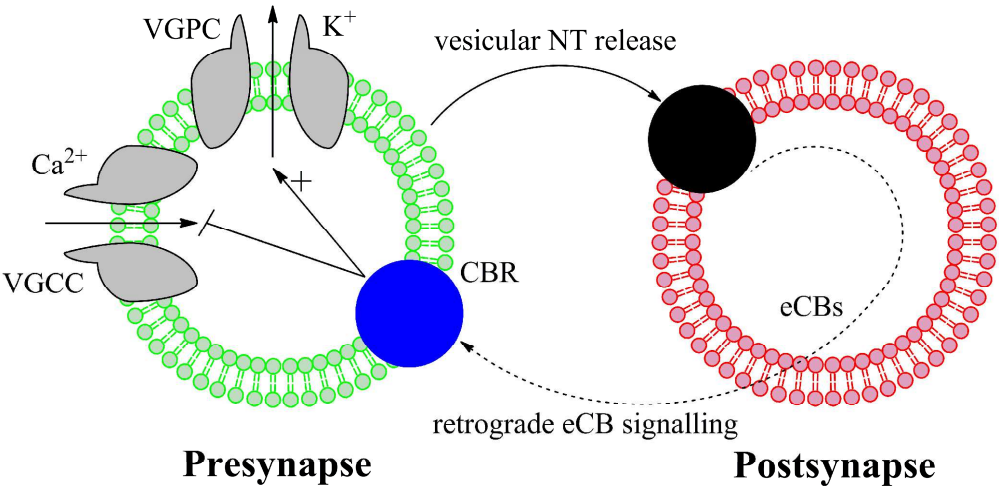 VGPC
K⁺
vesicular NT release
Ca²⁺
+
VGCC
CBR
eCBs
retrograde eCB signalling
Presynapse
Postsynapse